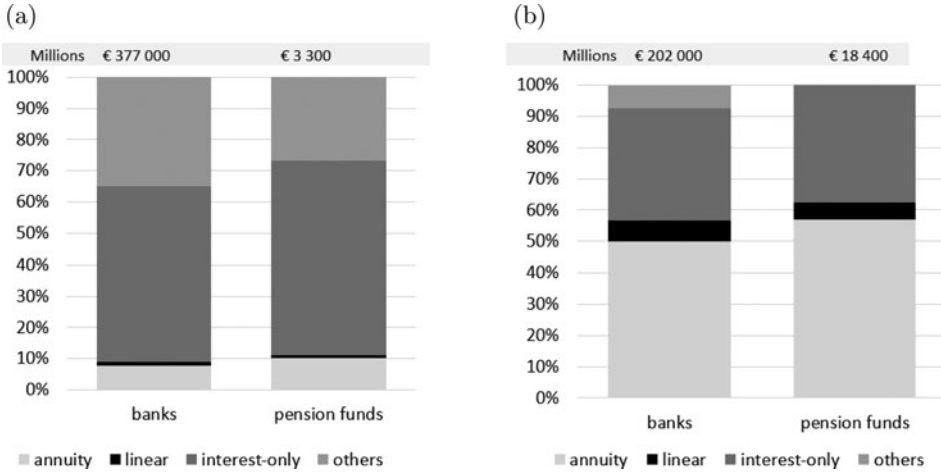 (a)
Millions € 377 000 € 3 300
100%
90%
80%
70%
60%
50%
40%
30%
20%
10%
0%
banks pension funds
annuity linear interest-only others
(b)
Millions € 202 000 € 18 400
100%
90%
80%
70%
60%
50%
40%
30%
20%
10%
0%
banks pension funds
annuity linear interest-only others